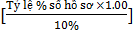 [Tỷ lệ % số hồ sơ×1.00
10%]